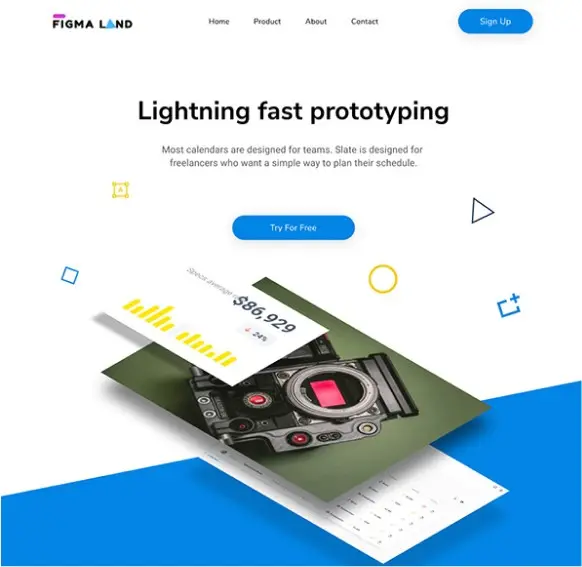 FIGMA LAND
Home
Product
About
Contact
Sign Up
Lightning fast prototyping
Most calendars are designed for teams. Slate is designed for
freelancers who want a simple way to plan their schedule.
A
Try For Free
Specs average
$86,929
24%